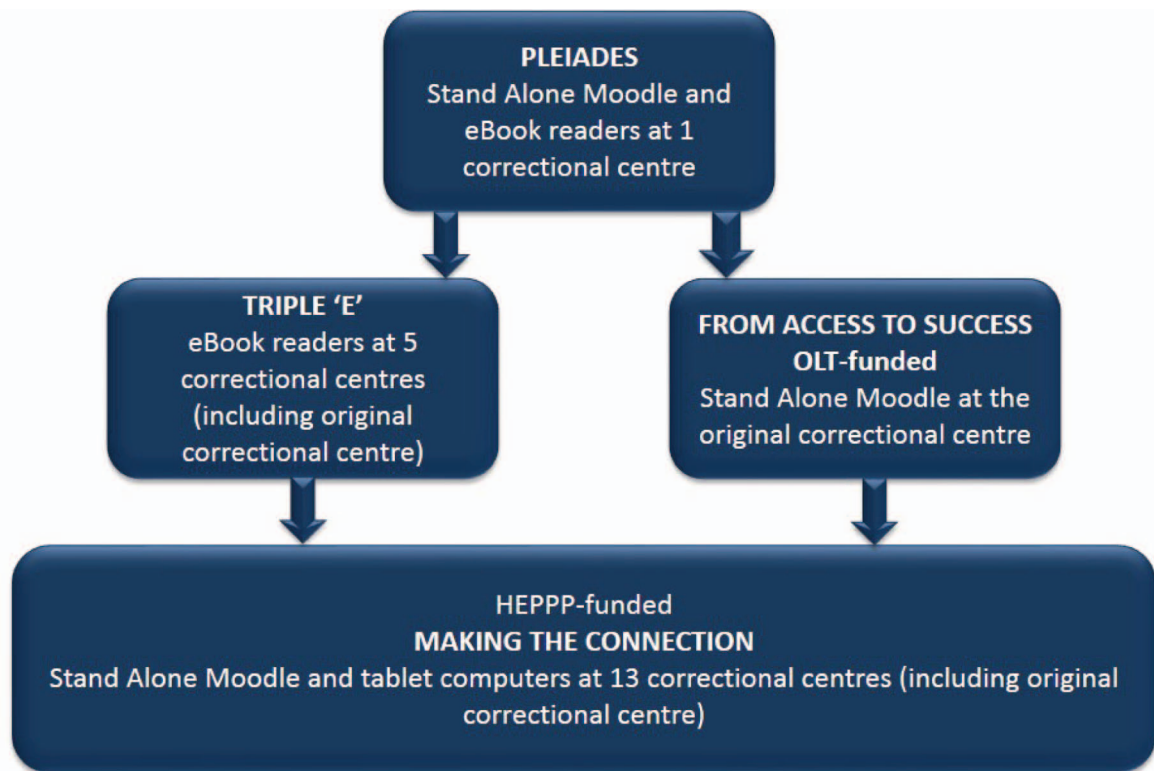 PLEIADES
Stand Alone Moodle and
eBook readers at 1
correctional centre
TRIPLE ‘E’
eBook readers at 5
correctional centres
(including original
correctional centre)
FROM ACCESS TO SUCCESS
OLT-funded
Stand Alone Moodle at the
original correctional centre
HEPPP-funded
MAKING THE CONNECTION
Stand Alone Moodle and tablet computers at 13 correctional centres (including original
correctional centre)